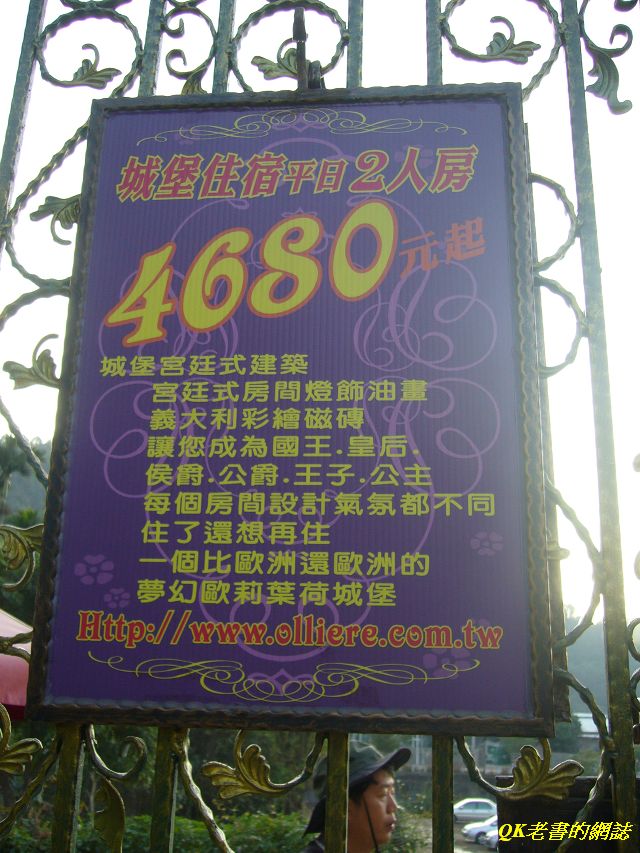 城堡住宿平日2人房
4680元起
城堡宮廷式建築
宮廷式房間燈飾油畫
義大利彩繪磁磚
讓您成為國王.皇后.
侯爵.公爵.王子.公主
每個房間設計氣氛都不同
住了還想再住
一個比歐洲還歐洲的
夢幻歐莉葉荷城堡
Http://www.olliere.com.tw
QK老書的網誌